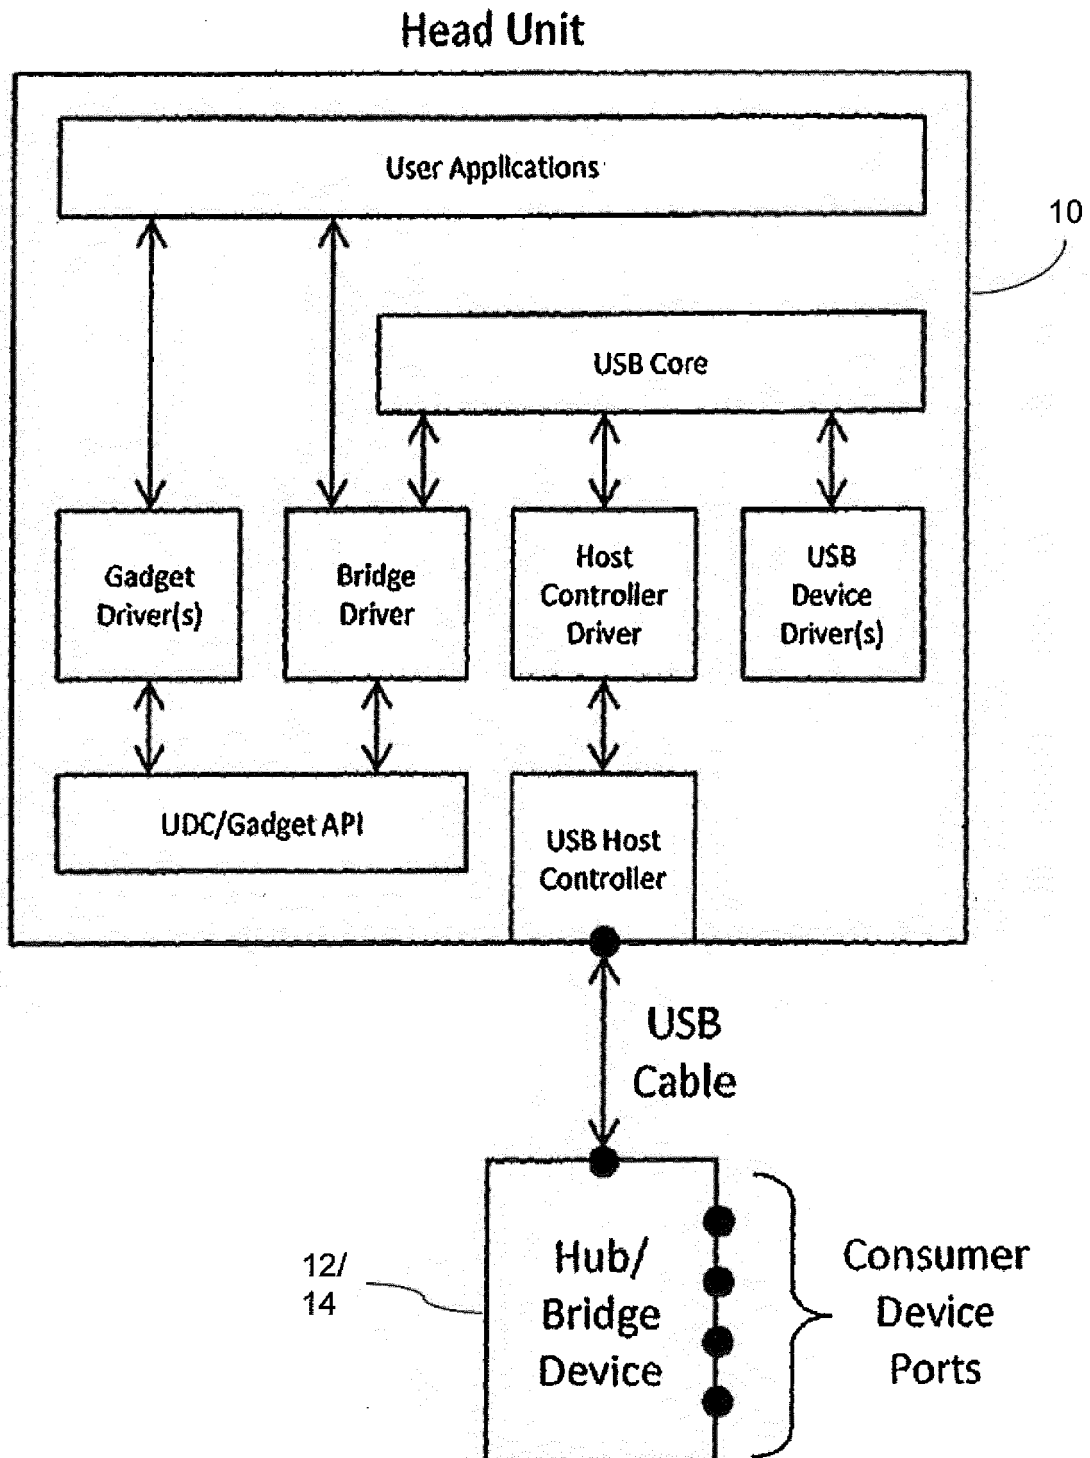 Head Unit
User Applications
10
USB Core
Gadget
Driver(s)
Bridge
Driver
Host
Controller
Driver
USB
Device
Driver(s)
UDC/Gadget API
USB Host
Controller
USB
Cable
12/
14
Hub/
Bridge
Device
Consumer
Device
Ports